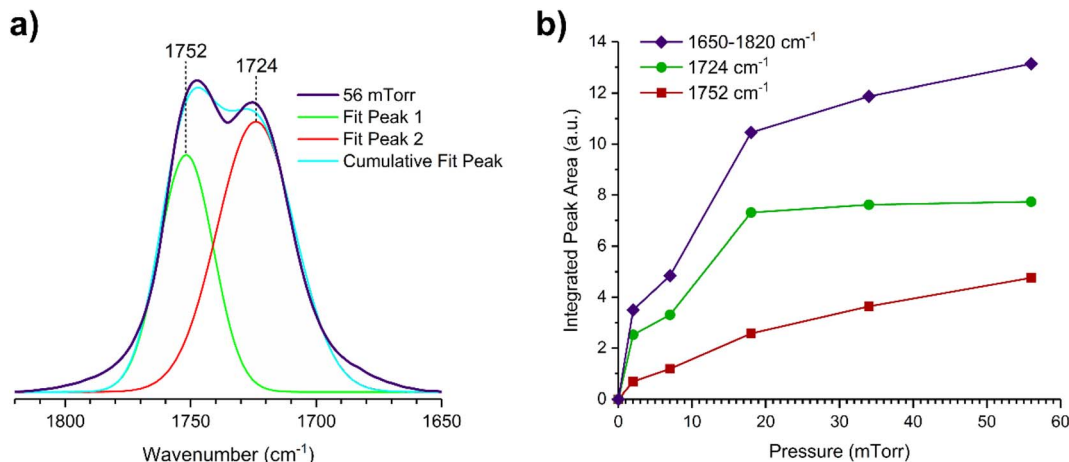 a)
1752
1724
56 mTorr
Fit Peak 1
Fit Peak 2
Cumulative Fit Peak
1800
1750
1700
1650
Wavenumber (cm⁻¹)
b)
1650-1820 cm⁻¹
1724 cm⁻¹
1752 cm⁻¹
Integrated Peak Area (a.u.)
14
12
10
8
6
4
2
0
0
10
20
30
40
50
60
Pressure (mTorr)